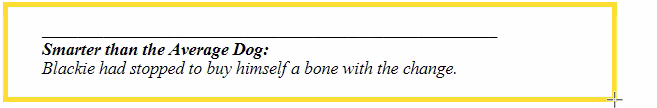 Smarter than the Average Dog:
Blackie had stopped to buy himself a bone with the change.